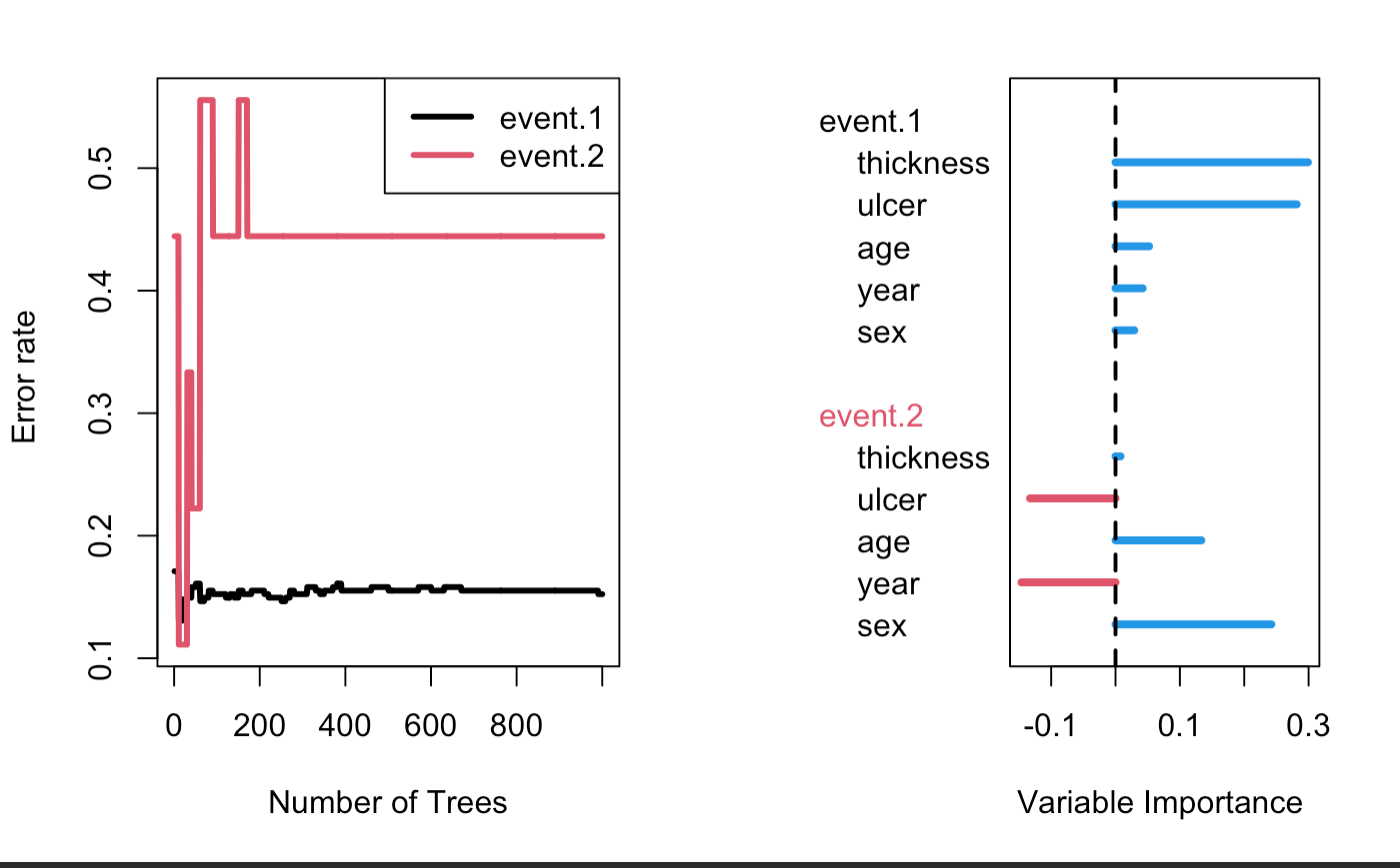 event.1
event.2
0.5
0.4
0.3
0.2
0.1
Error rate
0 200 400 600 800
Number of Trees
event.1
thickness
ulcer
age
year
sex
event.2
thickness
ulcer
age
year
sex
-0.1 0.1 0.3
Variable Importance